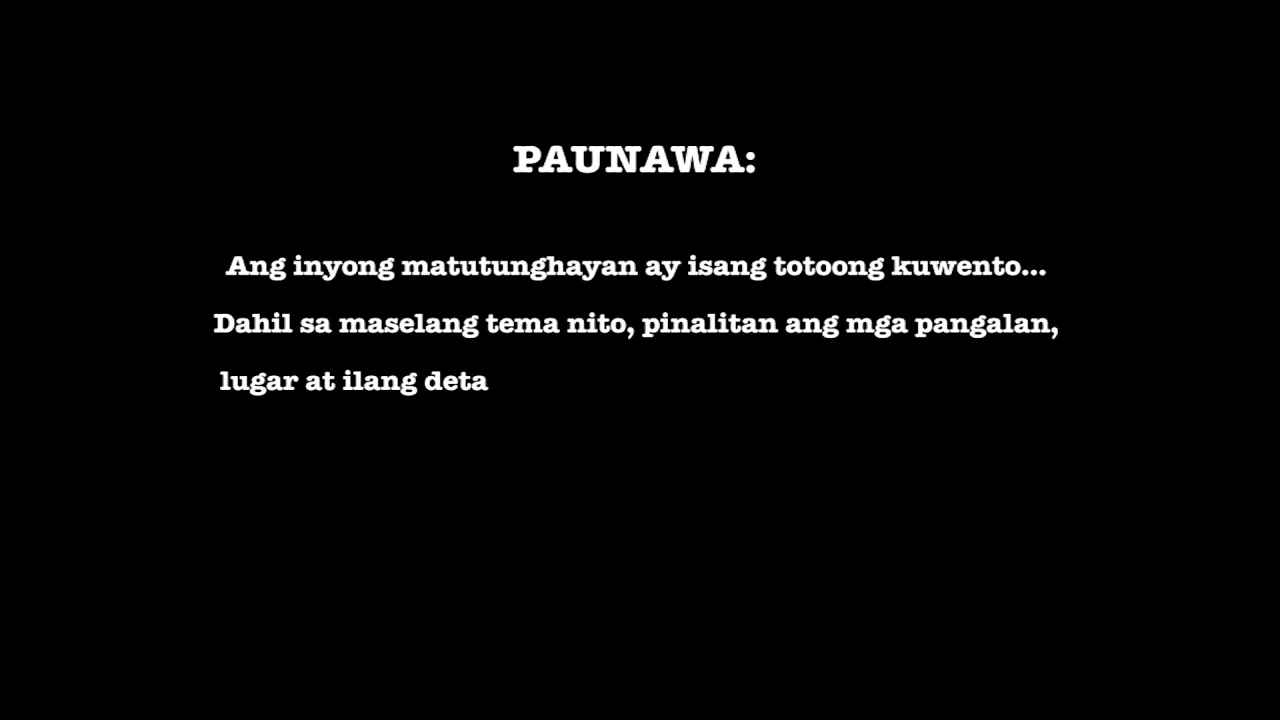 PAUNAWA:
Ang inyong matutunghayan ay isang totoong kuwento...
Dahil sa maselang tema nito, pinalitan ang mga pangalan,
lugar at ilang deta